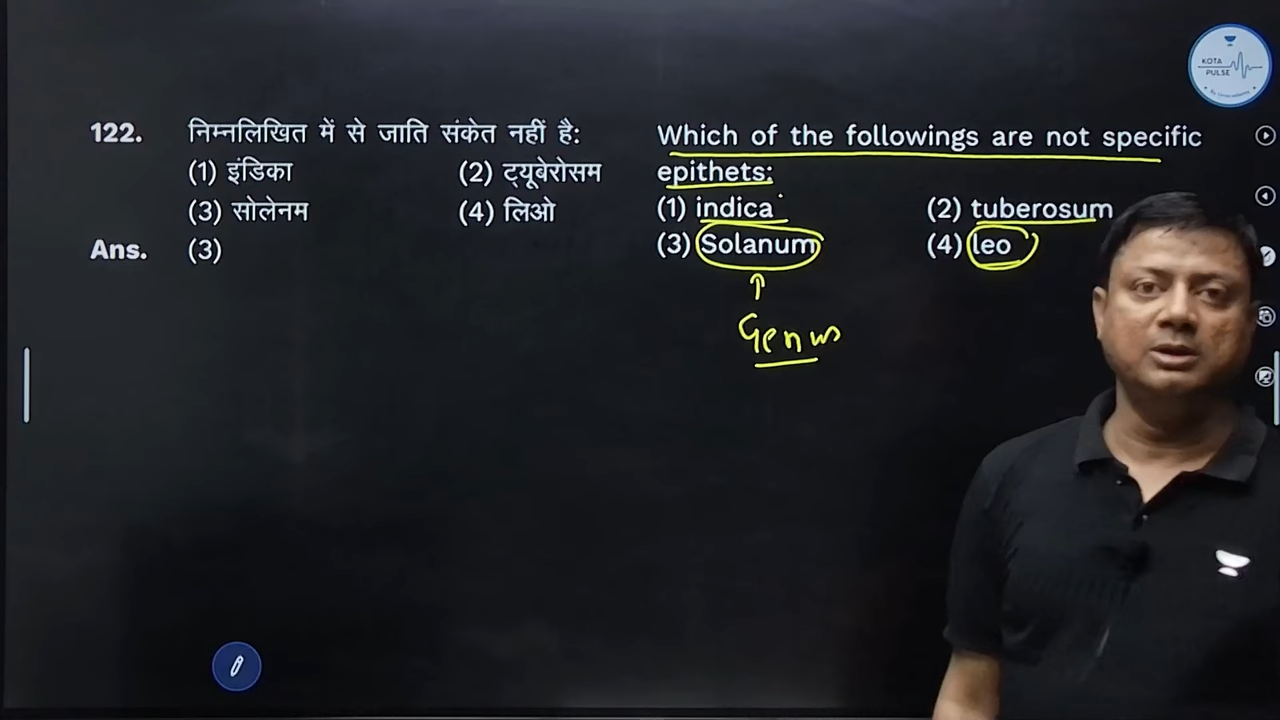 KOTA
PULSE
122. निम्नलिखित में से जाति संकेत नहीं है:
(1) इंडिका (2) ट्यूबेरोसम
(3) सोलेनम (4) लिओ
Ans. (3)
Which of the followings are not specific
epithets:
(1) indica (2) tuberosum
(3) Solanum (4) leo
Genus